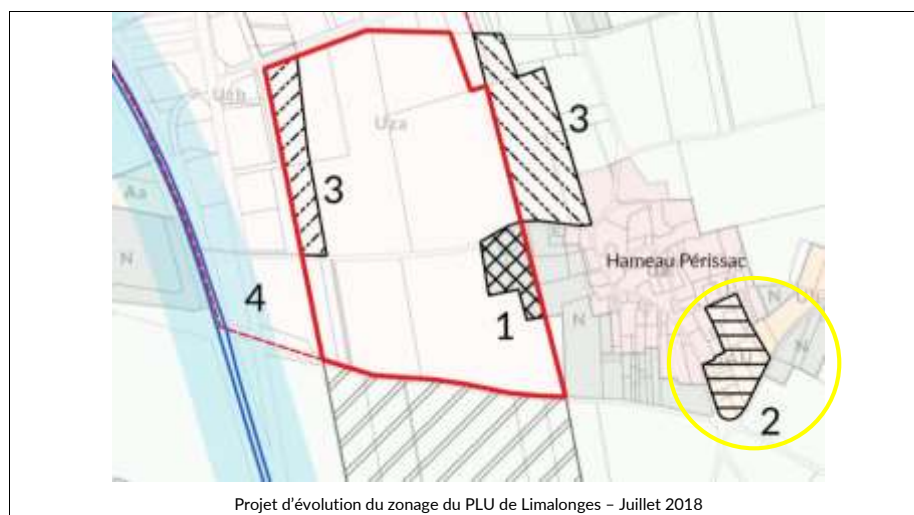 Uza
3
3
Aa
N
Hameau Périssac
4
1
N
N
N
2
Projet d'évolution du zonage du PLU de Limalonges – Juillet 2018